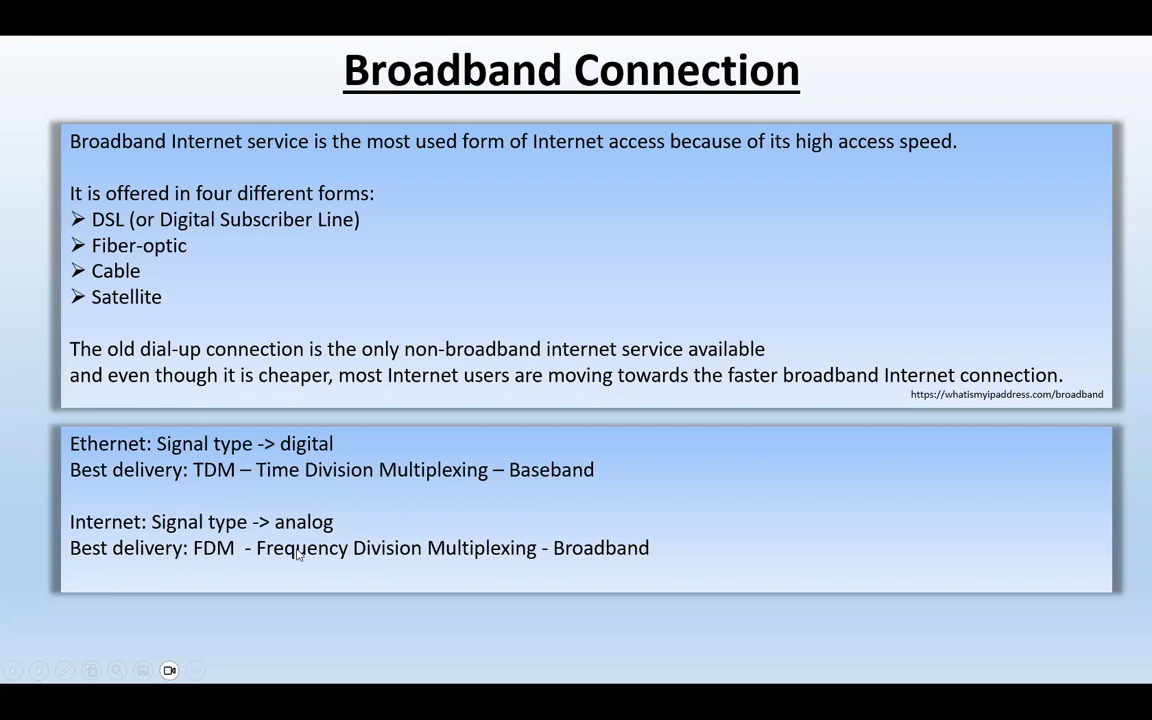 Broadband Connection
Broadband Internet service is the most used form of Internet access because of its high access speed.
It is offered in four different forms:
➢ DSL (or Digital Subscriber Line)
➢ Fiber-optic
➢ Cable
➢ Satellite
The old dial-up connection is the only non-broadband internet service available
and even though it is cheaper, most Internet users are moving towards the faster broadband Internet connection.
https://whatismyipaddress.com/broadband
Ethernet: Signal type -> digital
Best delivery: TDM – Time Division Multiplexing – Baseband
Internet: Signal type -> analog
Best delivery: FDM  - Frequency Division Multiplexing - Broadband